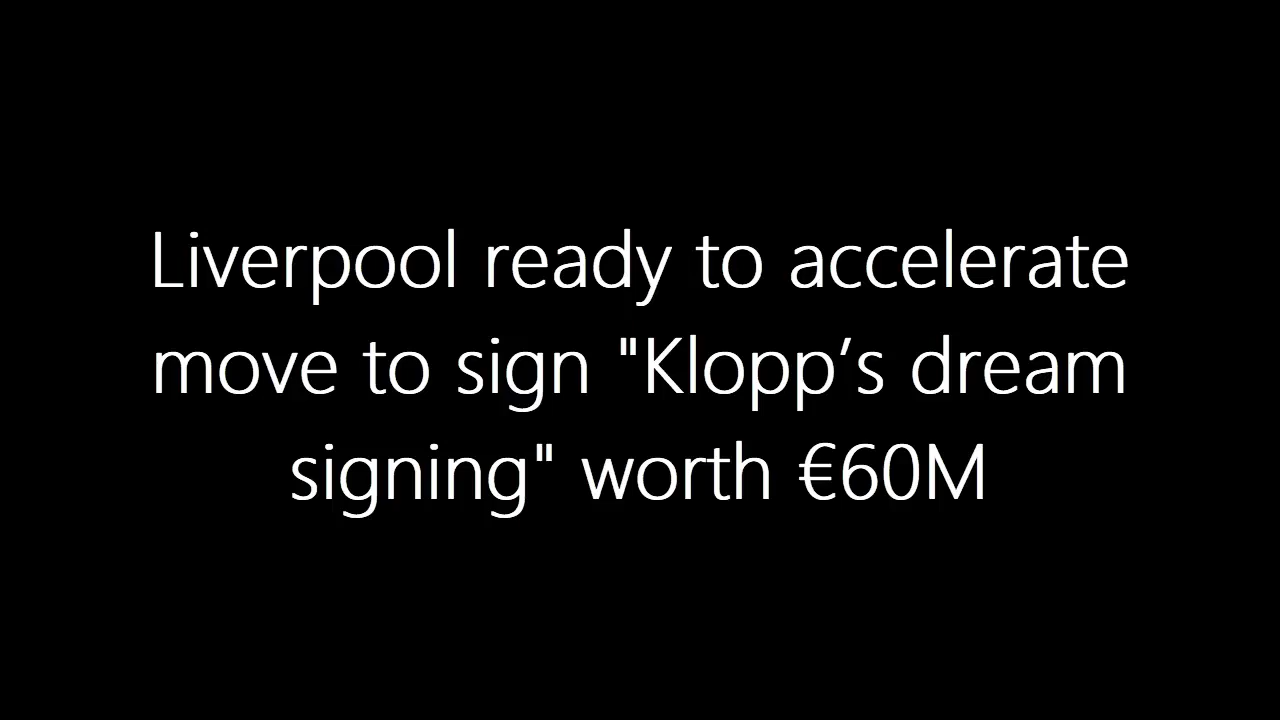 Liverpool ready to accelerate
move to sign "Klopp’s dream
signing" worth €60M